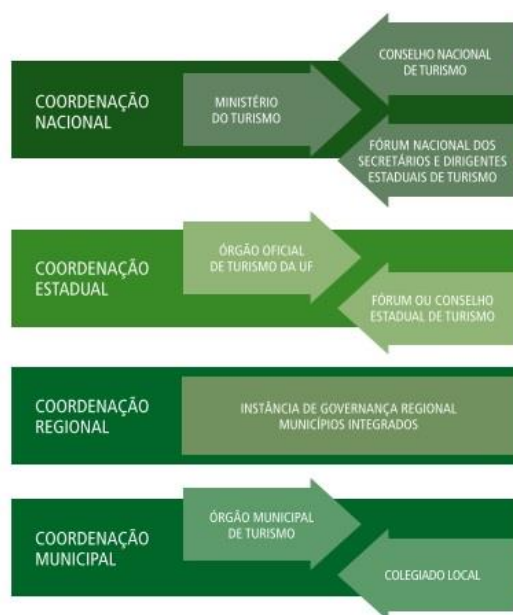 COORDENAÇÃO
NACIONAL
MINISTÉRIO
DO TURISMO
CONSELHO NACIONAL
DE TURISMO
FÓRUM NACIONAL DOS
SECRETÁRIOS E DIRIGENTES
ESTADUAIS DE TURISMO
COORDENAÇÃO
ESTADUAL
ÓRGÃO OFICIAL
DE TURISMO DA UF
FÓRUM OU CONSELHO
ESTADUAL DE TURISMO
COORDENAÇÃO
REGIONAL
INSTÂNCIA DE GOVERNANÇA REGIONAL
MUNICÍPIOS INTEGRADOS
COORDENAÇÃO
MUNICIPAL
ÓRGÃO MUNICIPAL
DE TURISMO
COLEGIADO LOCAL